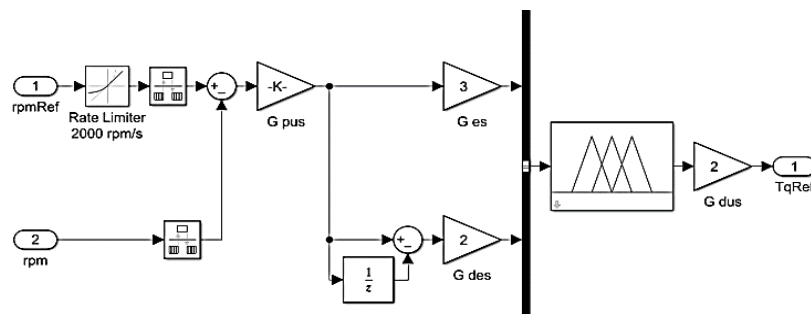 1
rpmRef
Rate Limiter
2000 rpm/s
+
-K-
G pus
3
G es
2
G dus
1
TqRef
2
rpm
+
1
z
2
G des